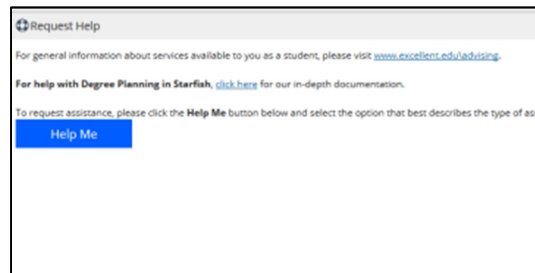 Request Help
For general information about services available to you as a student, please visit www.excellent.edu\advising.
For help with Degree Planning in Starfish, click here for our in-depth documentation.
To request assistance, please click the Help Me button below and select the option that best describes the type of as
Help Me